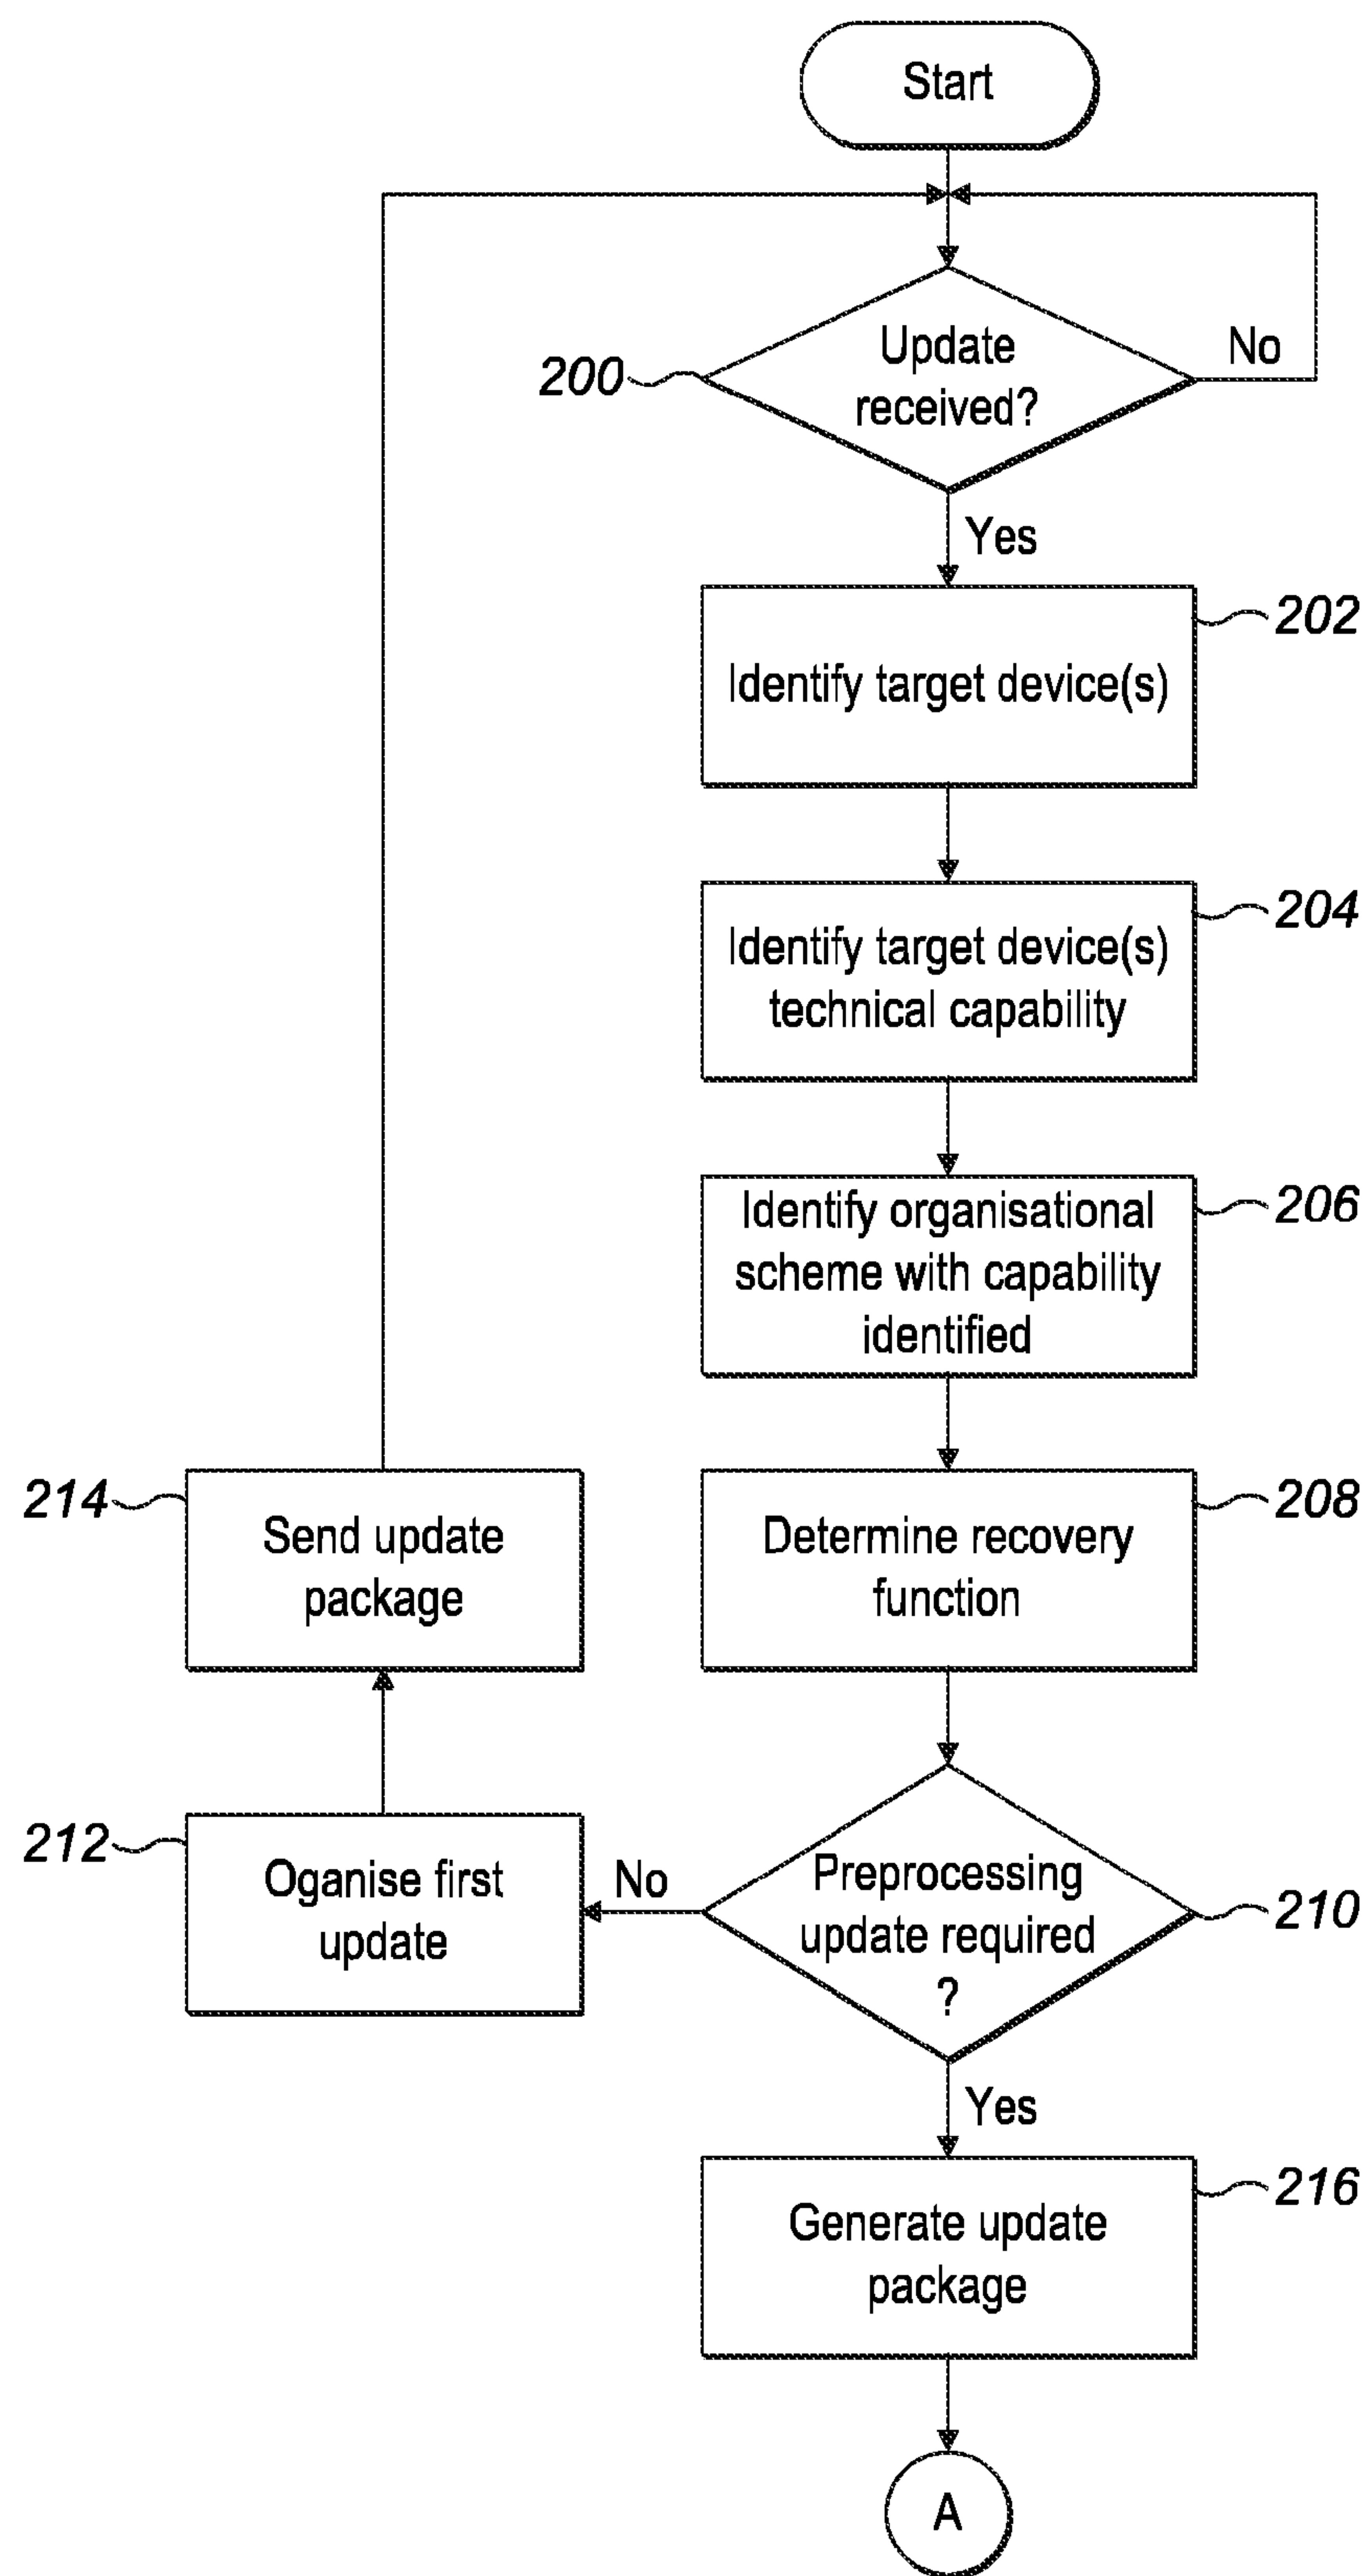 Start
Update
received?
No
200
Yes
202
Identify target device(s)
204
Identify target device(s)
technical capability
206
Identify organisational
scheme with capability
identified
214
Send update
package
208
Determine recovery
function
212
Oganise first
update
No
Preprocessing
update required
?
210
Yes
216
Generate update
package
A